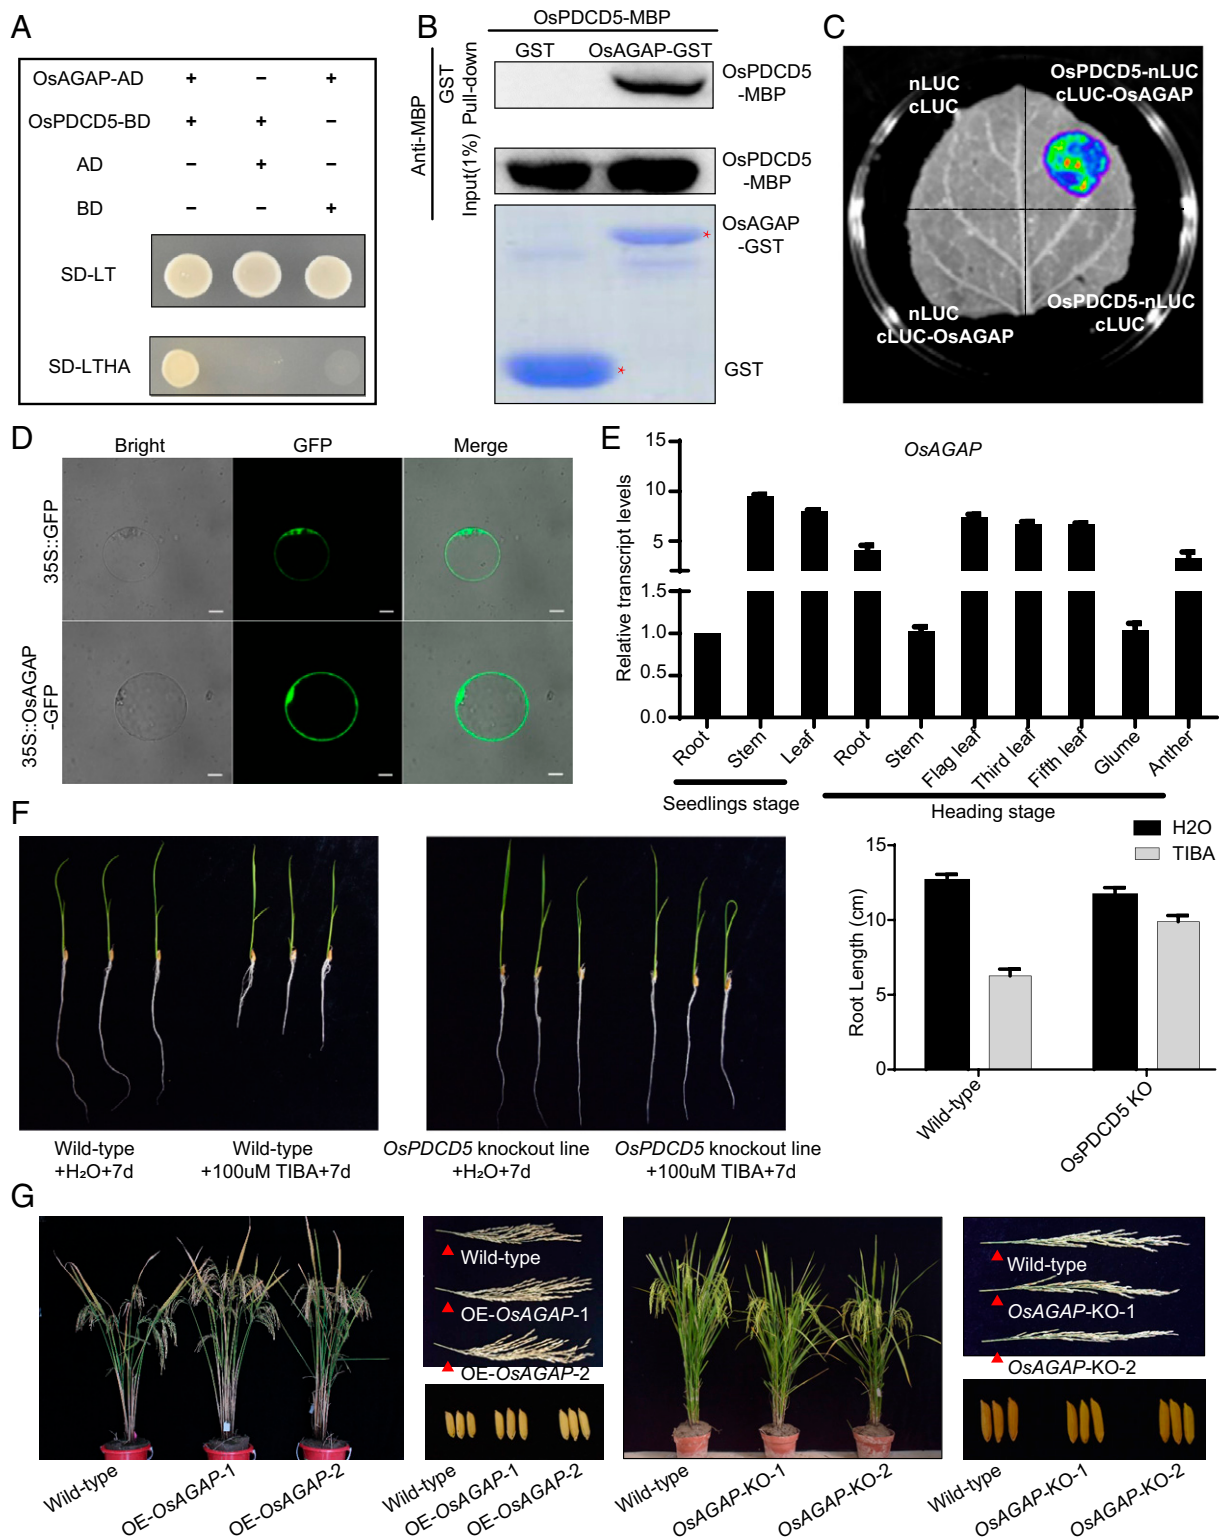 A
OsAGAP-AD + − +
OsPDCD5-BD + + −
AD − + −
BD − − +
SD-LT
SD-LTHA
B
OsPDCD5-MBP
GST OsAGAP-GST
Anti-MBP
GST
Pull-down
OsPDCD5
-MBP
Input(1%)
OsPDCD5
-MBP
OsAGAP
-GST
*
GST
*
C
nLUC
cLUC
OsPDCD5-nLUC
cLUC-OsAGAP
nLUC
cLUC-OsAGAP
OsPDCD5-nLUC
cLUC
D
Bright GFP Merge
35S::GFP
35S::OsAGAP
-GFP
E
OsAGAP
Relative transcript levels
15
10
5
1.5
1.0
0.5
0.0
Root Stem Leaf Root Stem Flag leaf Third leaf Fifth leaf Glume Anther
Seedlings stage
Heading stage
F
Wild-type
+H₂O+7d
Wild-type
+100uM TIBA+7d
OsPDCD5 knockout line
+H₂O+7d
OsPDCD5 knockout line
+100uM TIBA+7d
H2O
TIBA
Root Length (cm)
15
10
5
0
Wild-type OsPDCD5 KO
G
Wild-type OE-OsAGAP-1 OE-OsAGAP-2
Wild-type
OE-OsAGAP-1
OE-OsAGAP-2
Wild-type OE-OsAGAP-1 OE-OsAGAP-2
Wild-type OsAGAP-KO-1 OsAGAP-KO-2
Wild-type
OsAGAP-KO-1
OsAGAP-KO-2
Wild-type OsAGAP-KO-1 OsAGAP-KO-2